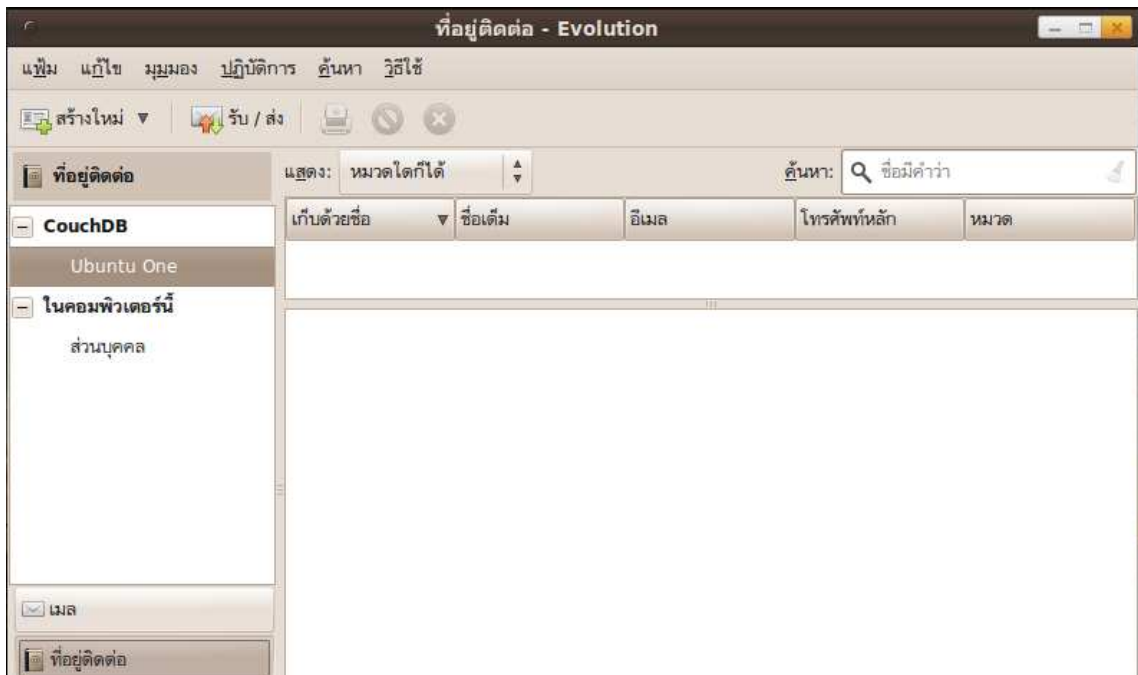 ที่อยู่ติดต่อ - Evolution
แฟ้ม แก้ไข มุมมอง ปฏิบัติการ ค้นหา วิธีใช้
สร้างใหม่ รับ / ส่ง
ที่อยู่ติดต่อ แสดง: หมวดใดก็ได้ ค้นหา: ชื่อมีคำว่า
เก็บด้วยชื่อ ชื่อเต็ม อีเมล โทรศัพท์หลัก หมวด
CouchDB
Ubuntu One
ในคอมพิวเตอร์นี้
ส่วนบุคคล
เมล
ที่อยู่ติดต่อ